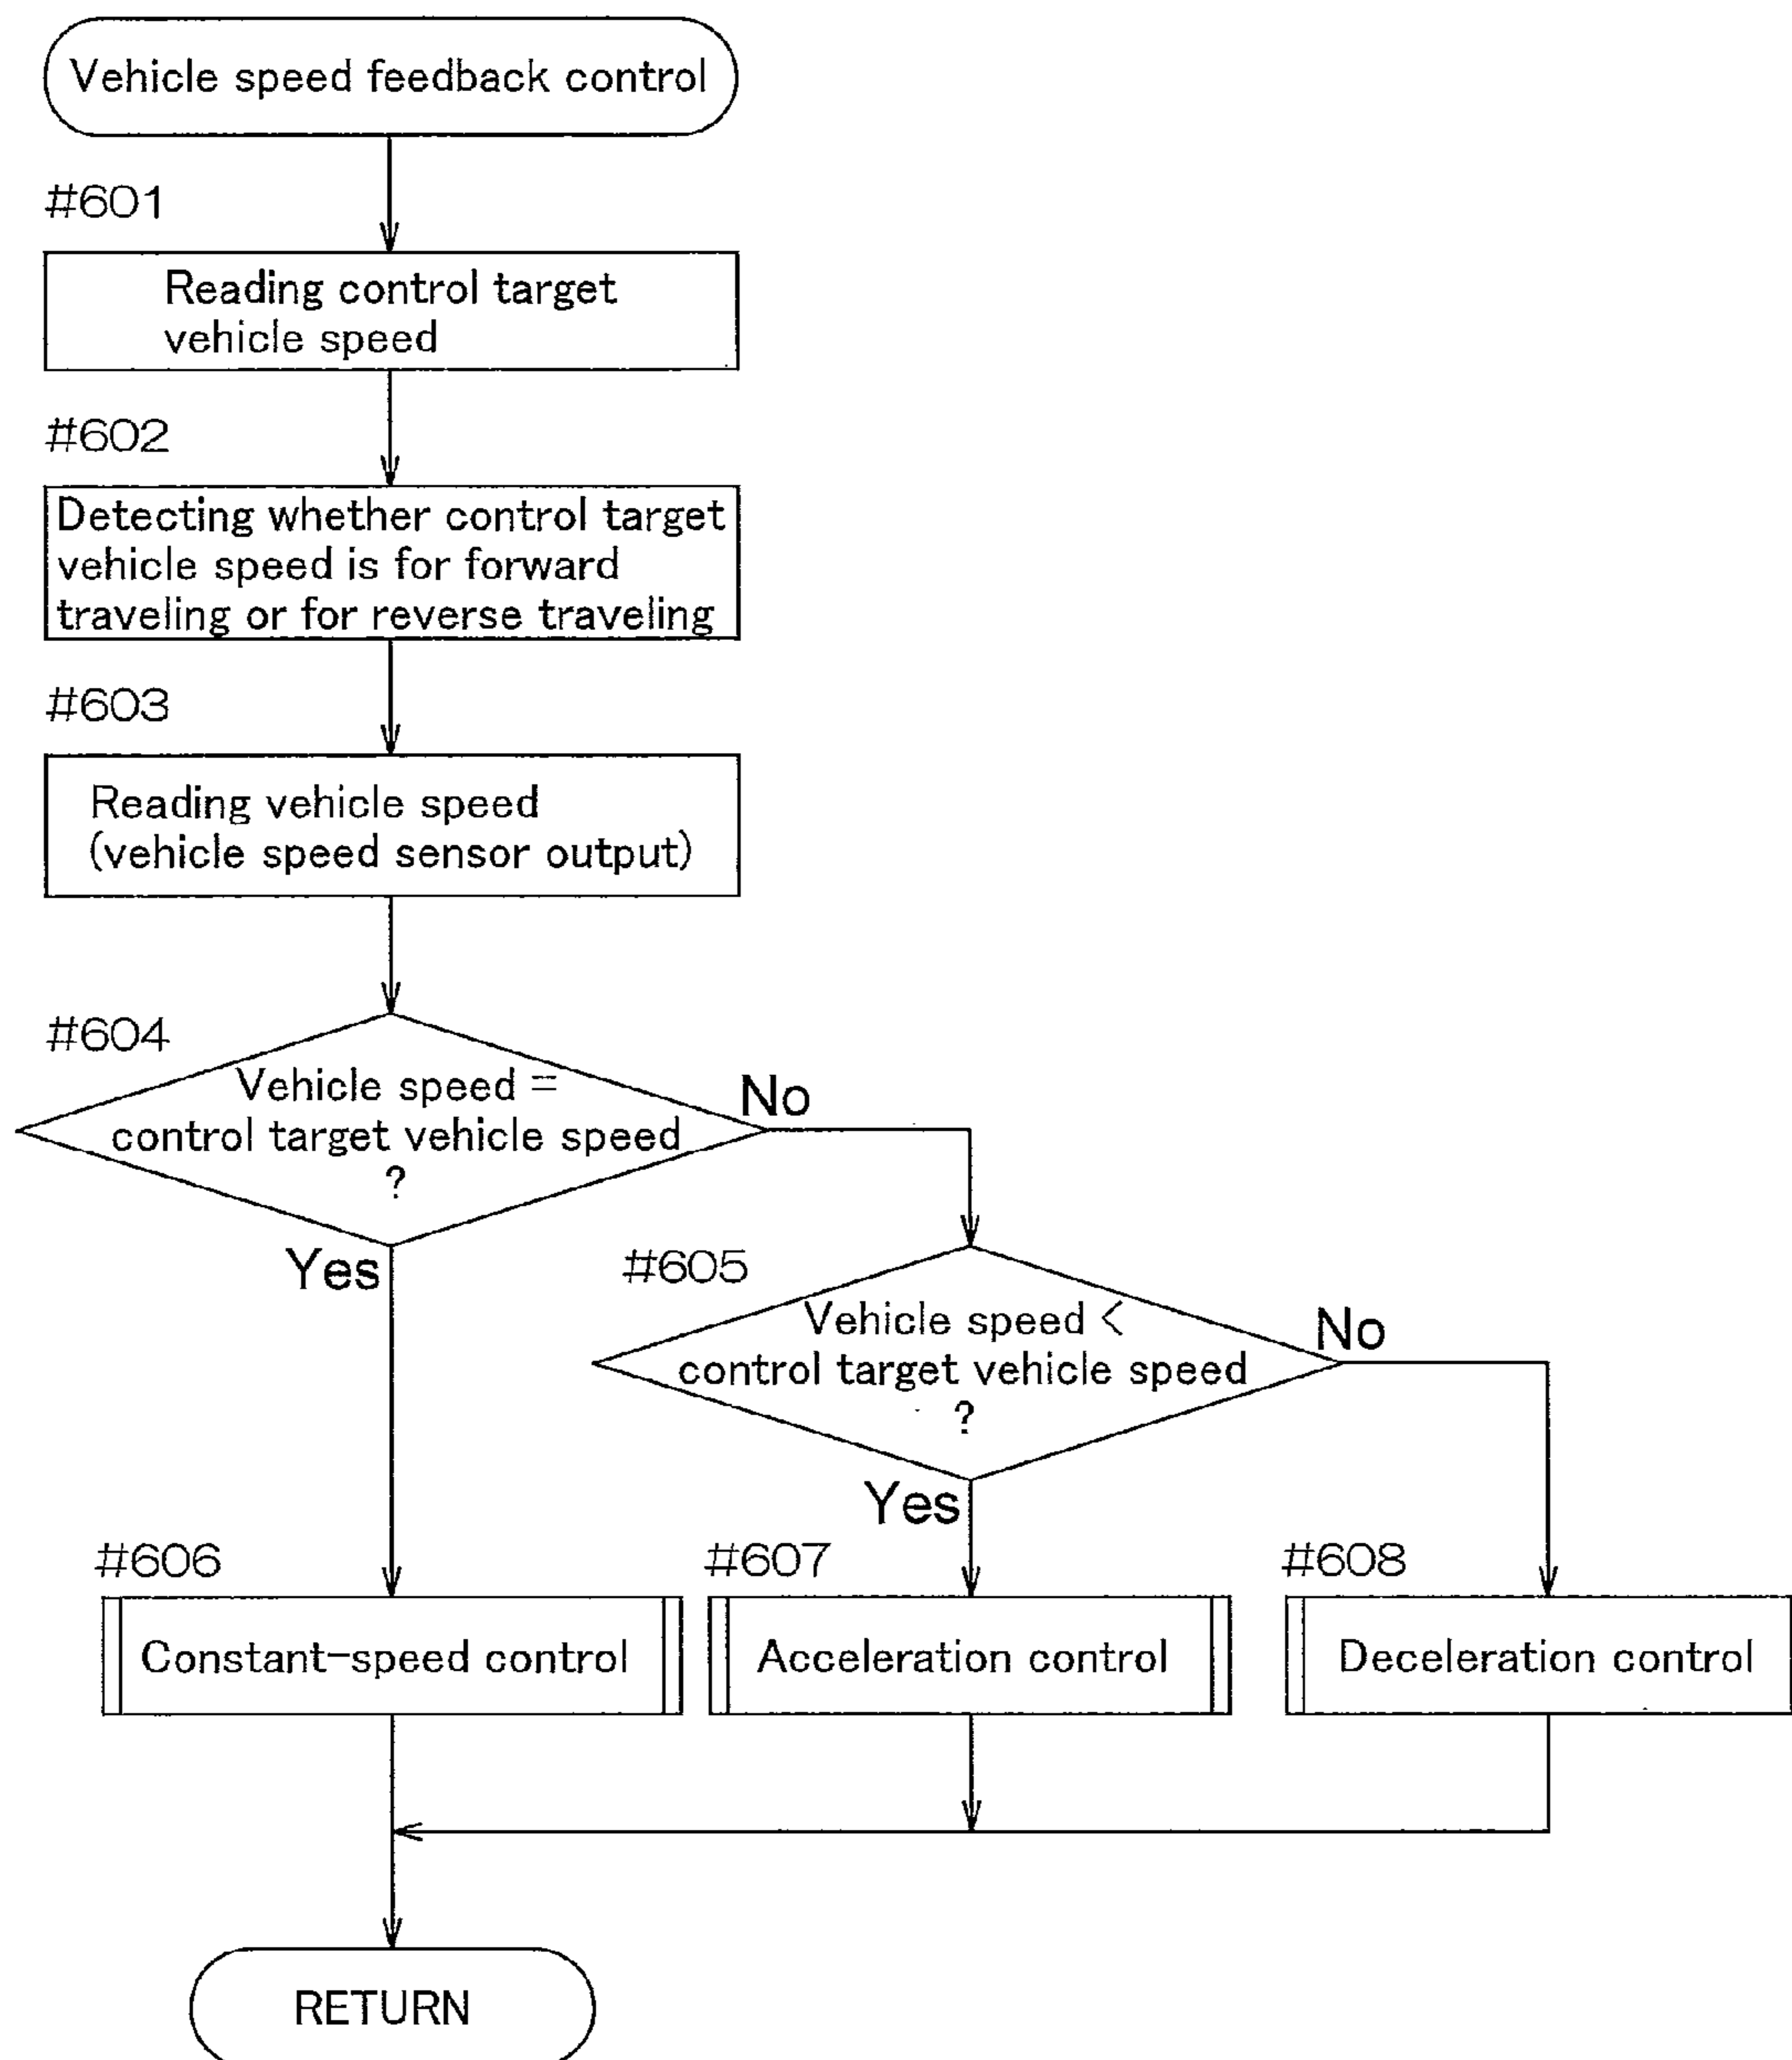 Vehicle speed feedback control
#601
Reading control target
vehicle speed
#602
Detecting whether control target
vehicle speed is for forward
traveling or for reverse traveling
#603
Reading vehicle speed
(vehicle speed sensor output)
#604
Vehicle speed =
control target vehicle speed
?
No
Yes
#605
Vehicle speed <
control target vehicle speed
?
No
Yes
#606
Constant-speed control
#607
Acceleration control
#608
Deceleration control
RETURN